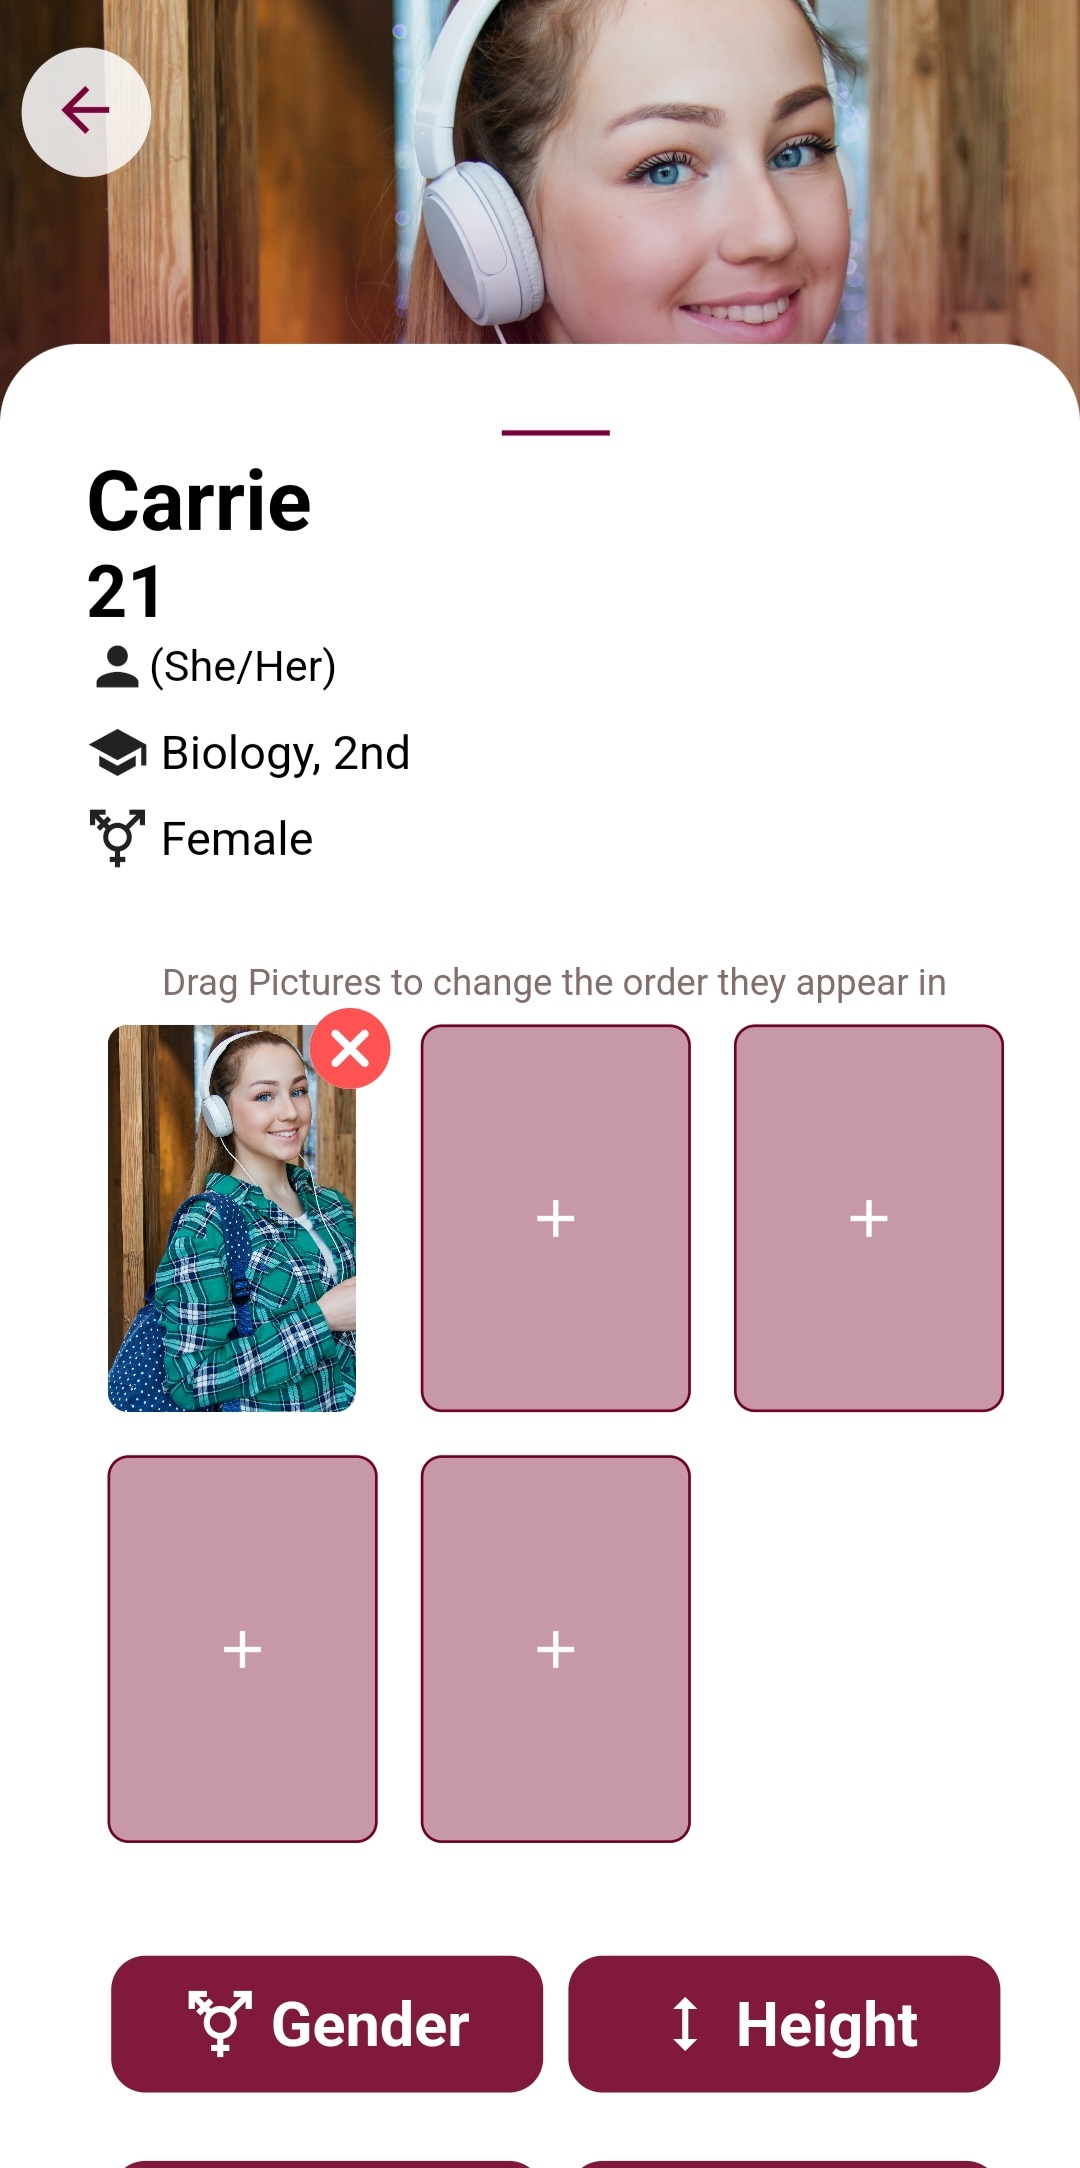 Carrie
21
(She/Her)
Biology, 2nd
Female
Drag Pictures to change the order they appear in
Gender
Height